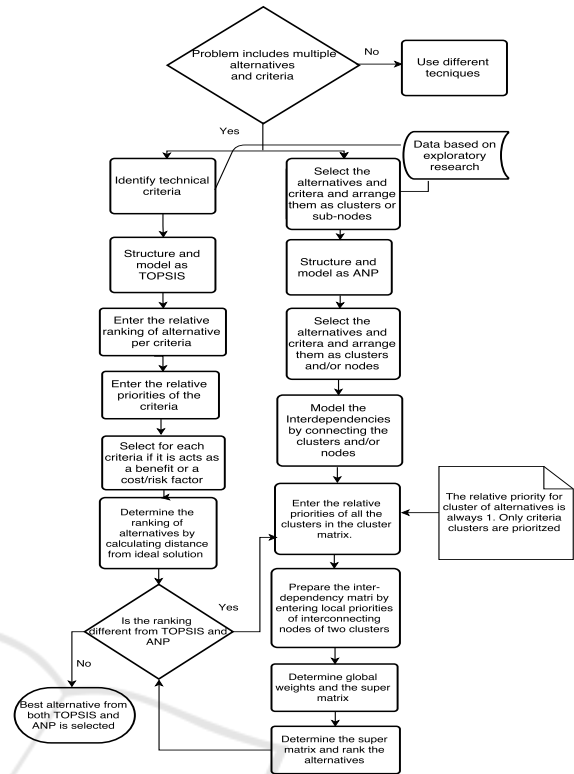 Problem includes multiple
alternatives
and criteria
No
Use different
tecniques
Yes
Data based on
exploratory
research
Identify technical
criteria
Select the
alternatives and
critera and arrange
them as clusters or
sub-nodes
Structure and
model as
TOPSIS
Structure and
model as ANP
Enter the relative
ranking of alternative
per criteria
Select the
alternatives and
critera and arrange
them as clusters
and/or nodes
Enter the relative
priorities of the
criteria
Model the
Interdependencies
by connecting the
clusters and/or
nodes
Select for each
criteria if it is acts as
a benefit or a
cost/risk factor
Enter the relative
priorities of all the
clusters in the cluster
matrix.
The relative priority for
cluster of alternatives is
always 1. Only criteria
clusters are prioritzed
Determine the
ranking of
alternatives by
calculating distance
from ideal solution
Prepare the inter-
dependency matri by
entering local priorities
of interconnecting
nodes of two clusters
Is the ranking
different from TOPSIS and
ANP
Yes
No
Determine global
weights and the super
matrix
Best alternative from
both TOPSIS and
ANP is selected
Determine the super
matrix and rank the
alternatives